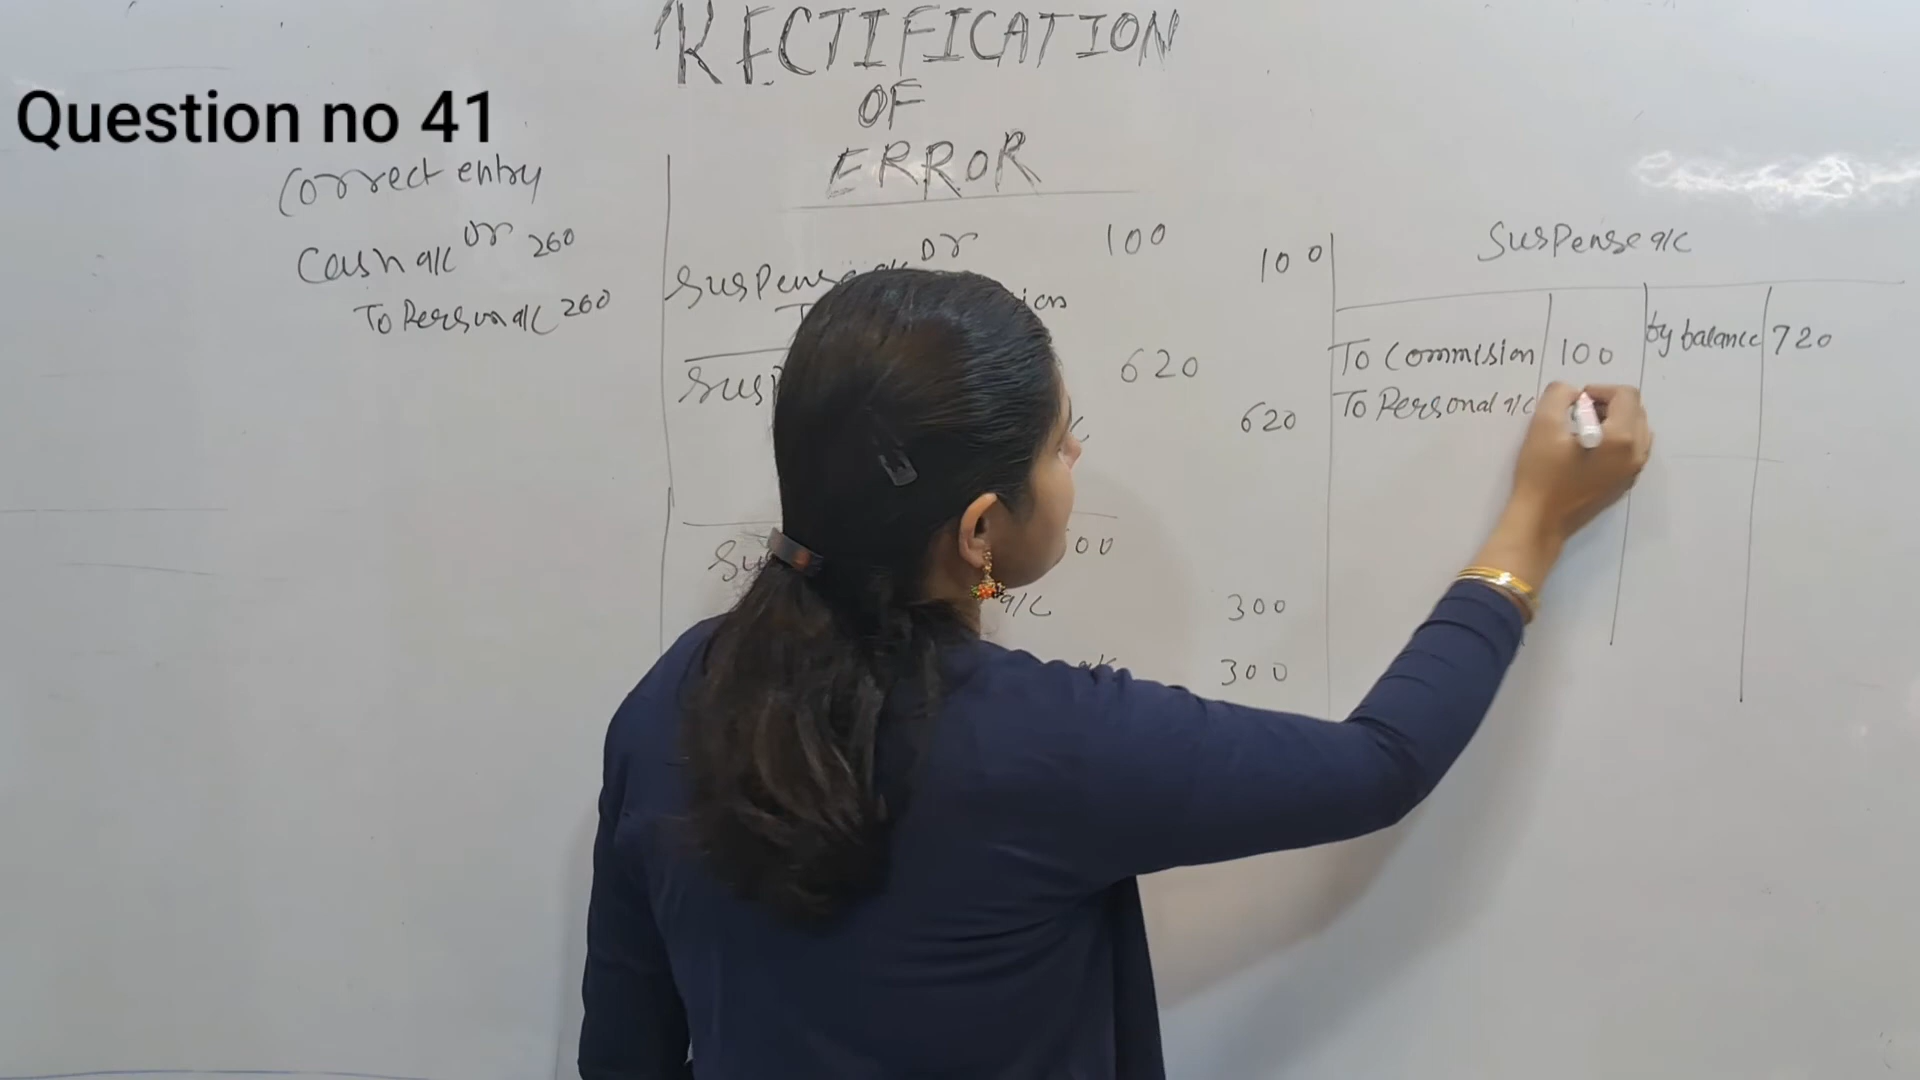 RECTIFICATION
OF
ERROR
Question no 41
Correct entry
Cash a/c Dr 260
To Personal a/c 260
Suspense a/c Dr 100
100
620
620
a/c 300
300
Suspense a/c
To Commision 100 by balance 720
To Personal a/c